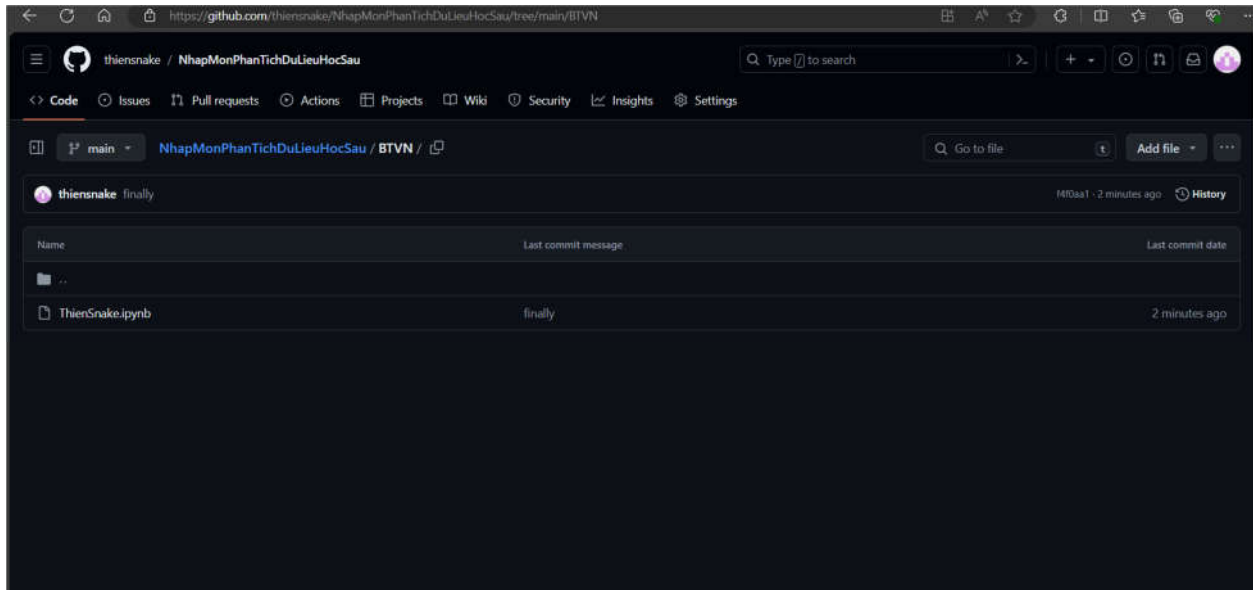 https://github.com/thiensnake/NhapMonPhanTichDuLieuHocSau/tree/main/BTVN
thiensnake / NhapMonPhanTichDuLieuHocSau
Type / to search
Code Issues Pull requests Actions Projects Wiki Security Insights Settings
main NhapMonPhanTichDuLieuHocSau / BTVN /
Go to file t Add file
thiensnake finally
f4f0aa1 · 2 minutes ago History
Name Last commit message Last commit date
..
ThienSnake.ipynb finally 2 minutes ago